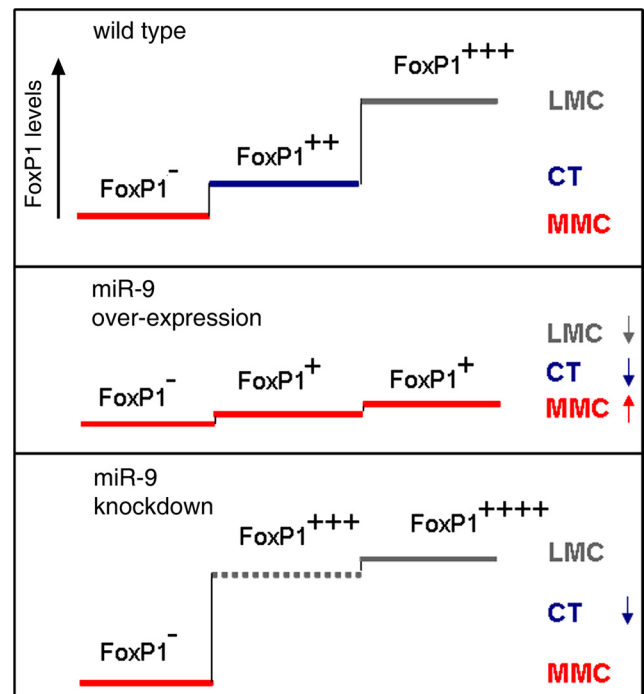 wild type
FoxP1 levels
FoxP1+++
LMC
FoxP1++
FoxP1-
CT
MMC
miR-9
over-expression
LMC ↓
FoxP1- FoxP1+ FoxP1+
CT ↓
MMC ↑
miR-9
knockdown
FoxP1+++ FoxP1++++
LMC
CT ↓
FoxP1-
MMC